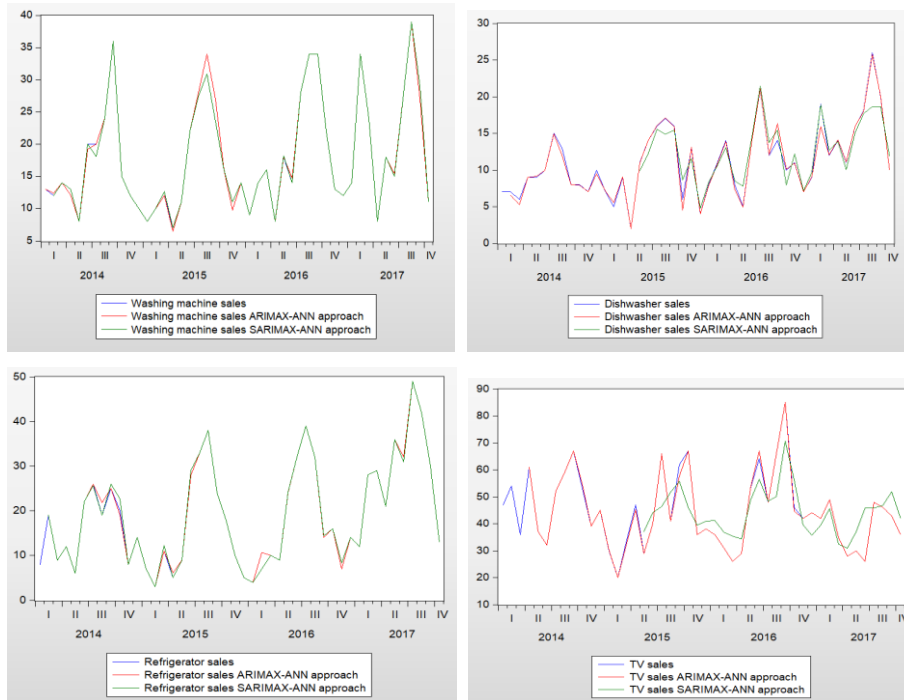 40
35
30
25
20
15
10
5
I II III IV I II III IV I II III IV I II III IV
2014 2015 2016 2017
Washing machine sales
Washing machine sales ARIMAX-ANN approach
Washing machine sales SARIMAX-ANN approach
30
25
20
15
10
5
0
I II III IV I II III IV I II III IV I II III IV
2014 2015 2016 2017
Dishwasher sales
Dishwasher sales ARIMAX-ANN approach
Dishwasher sales SARIMAX-ANN approach
50
40
30
20
10
0
I II III IV I II III IV I II III IV I II III IV
2014 2015 2016 2017
Refrigerator sales
Refrigerator sales ARIMAX-ANN approach
Refrigerator sales SARIMAX-ANN approach
90
80
70
60
50
40
30
20
10
I II III IV I II III IV I II III IV I II III IV
2014 2015 2016 2017
TV sales
TV sales ARIMAX-ANN approach
TV sales SARIMAX-ANN approach